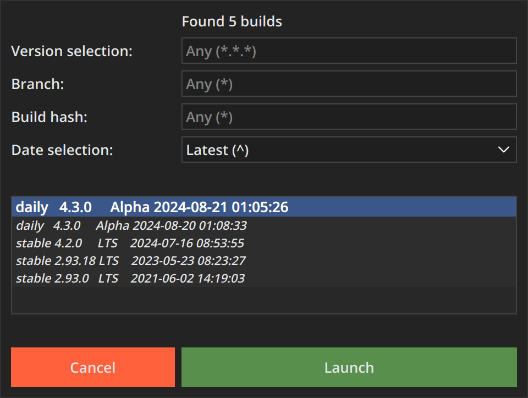 Found 5 builds
Version selection: Any (*.*.*)
Branch: Any (*)
Build hash: Any (*)
Date selection: Latest (^)
daily 4.3.0 Alpha 2024-08-21 01:05:26
daily 4.3.0 Alpha 2024-08-20 01:08:33
stable 4.2.0 LTS 2024-07-16 08:53:55
stable 2.93.18 LTS 2023-05-23 08:23:27
stable 2.93.0 LTS 2021-06-02 14:19:03
Cancel Launch